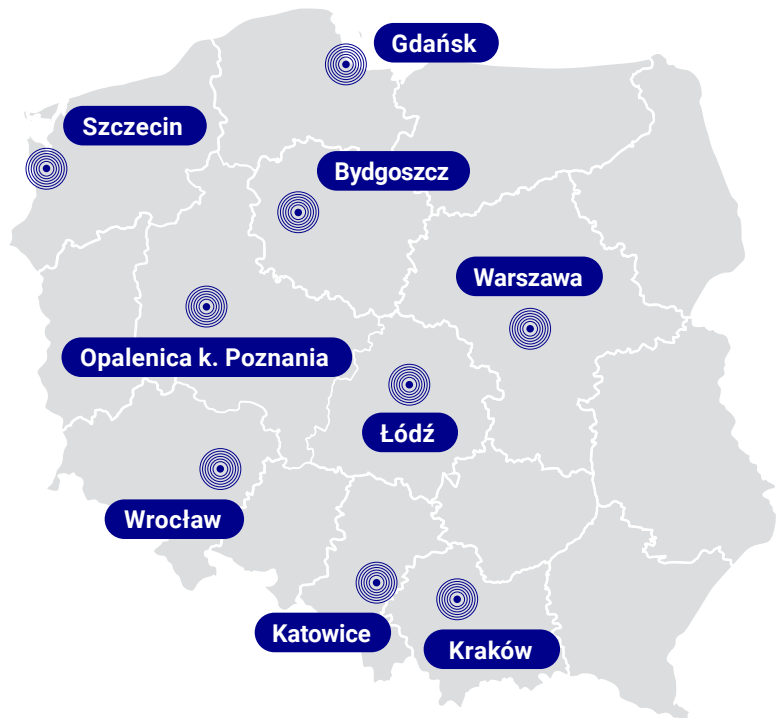 Gdańsk
Szczecin
Bydgoszcz
Warszawa
Opalenica k. Poznania
Łódź
Wrocław
Katowice
Kraków